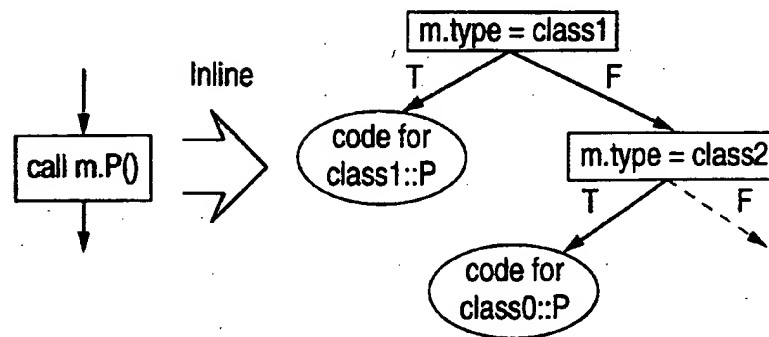 m.type = class1
T
F
Inline
call m.P()
code for
class1::P
m.type = class2
T
F
code for
class0::P